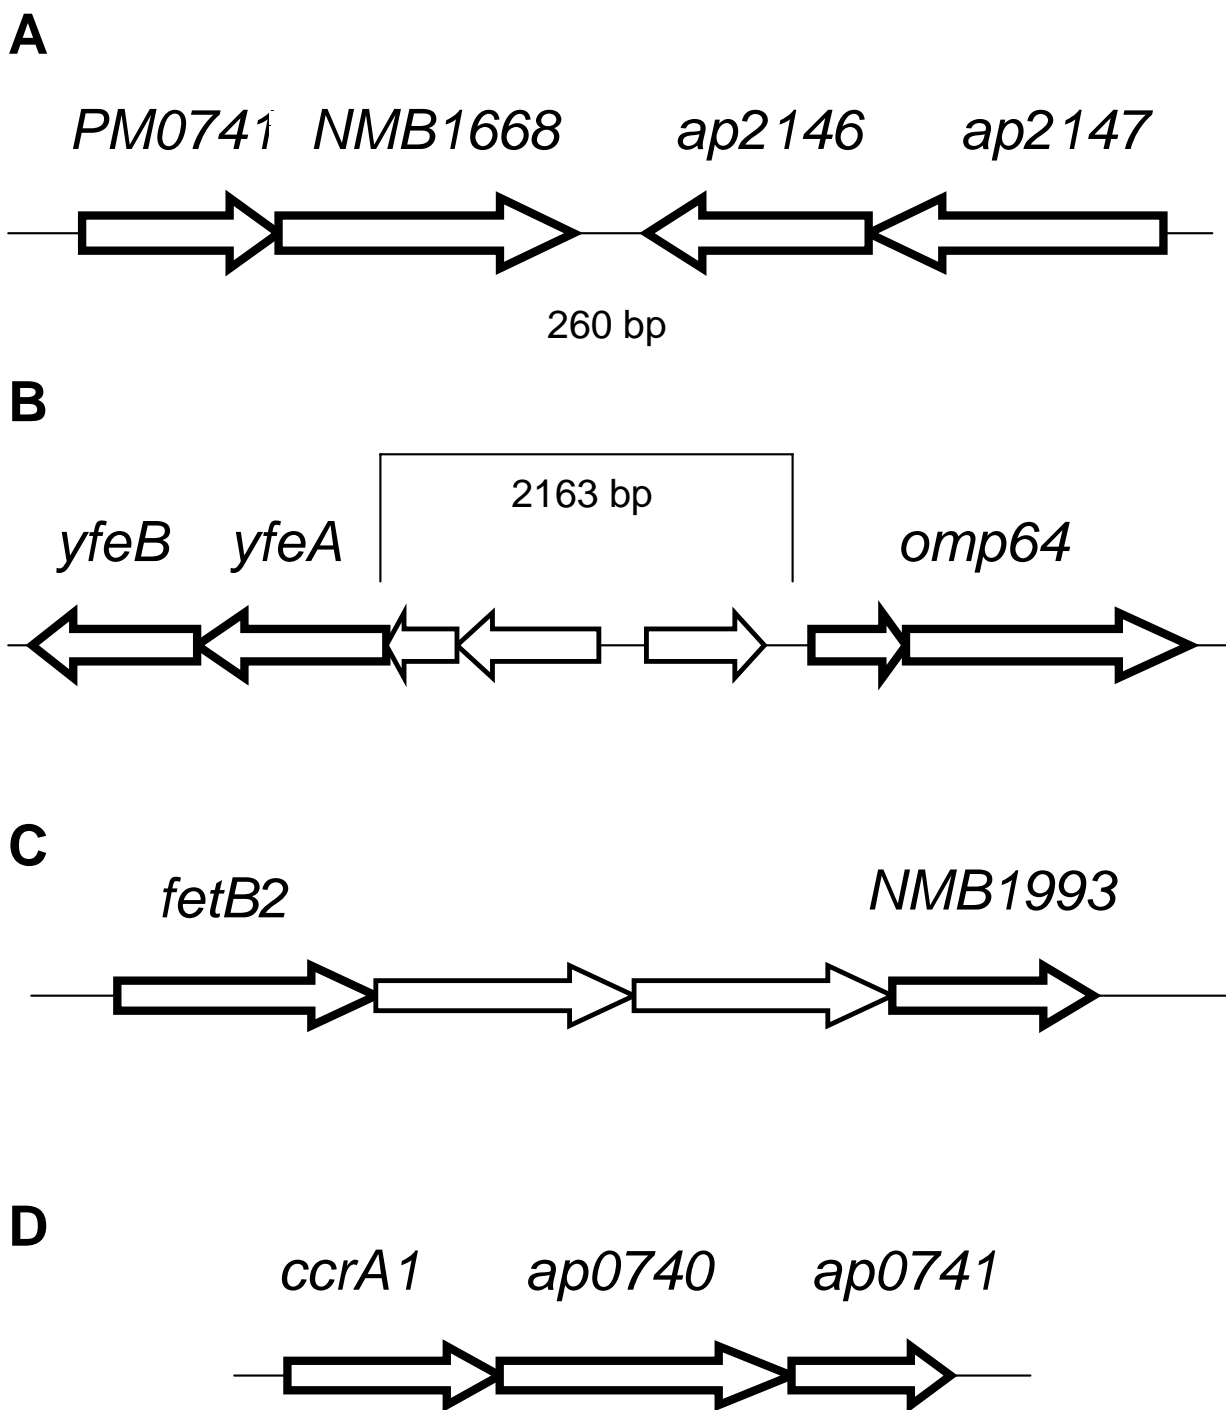 A
PM0741 NMB1668 ap2146 ap2147
260 bp
B
2163 bp
yfeB yfeA omp64
C
fetB2 NMB1993
D
ccrA1 ap0740 ap0741